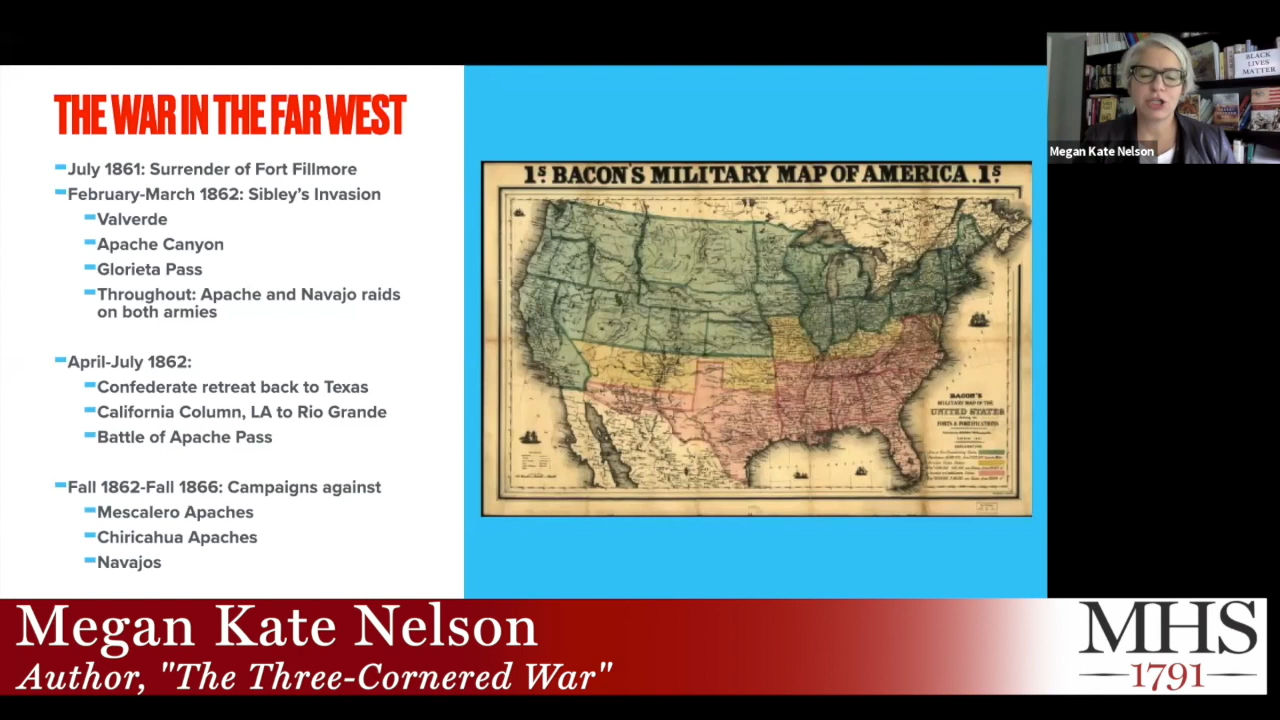 THE WAR IN THE FAR WEST
July 1861: Surrender of Fort Fillmore
February-March 1862: Sibley's Invasion
Valverde
Apache Canyon
Glorieta Pass
Throughout: Apache and Navajo raids
on both armies
April-July 1862:
Confederate retreat back to Texas
California Column, LA to Rio Grande
Battle of Apache Pass
Fall 1862-Fall 1866: Campaigns against
Mescalero Apaches
Chiricahua Apaches
Navajos
1s. BACON'S MILITARY MAP OF AMERICA. 1s.
BACON'S
MILITARY MAP OF THE
UNITED STATES
FORTS & FORTIFICATIONS
BLACK
LIVES
MATTER
Megan Kate Nelson
Megan Kate Nelson
Author, "The Three-Cornered War"
MHS
1791